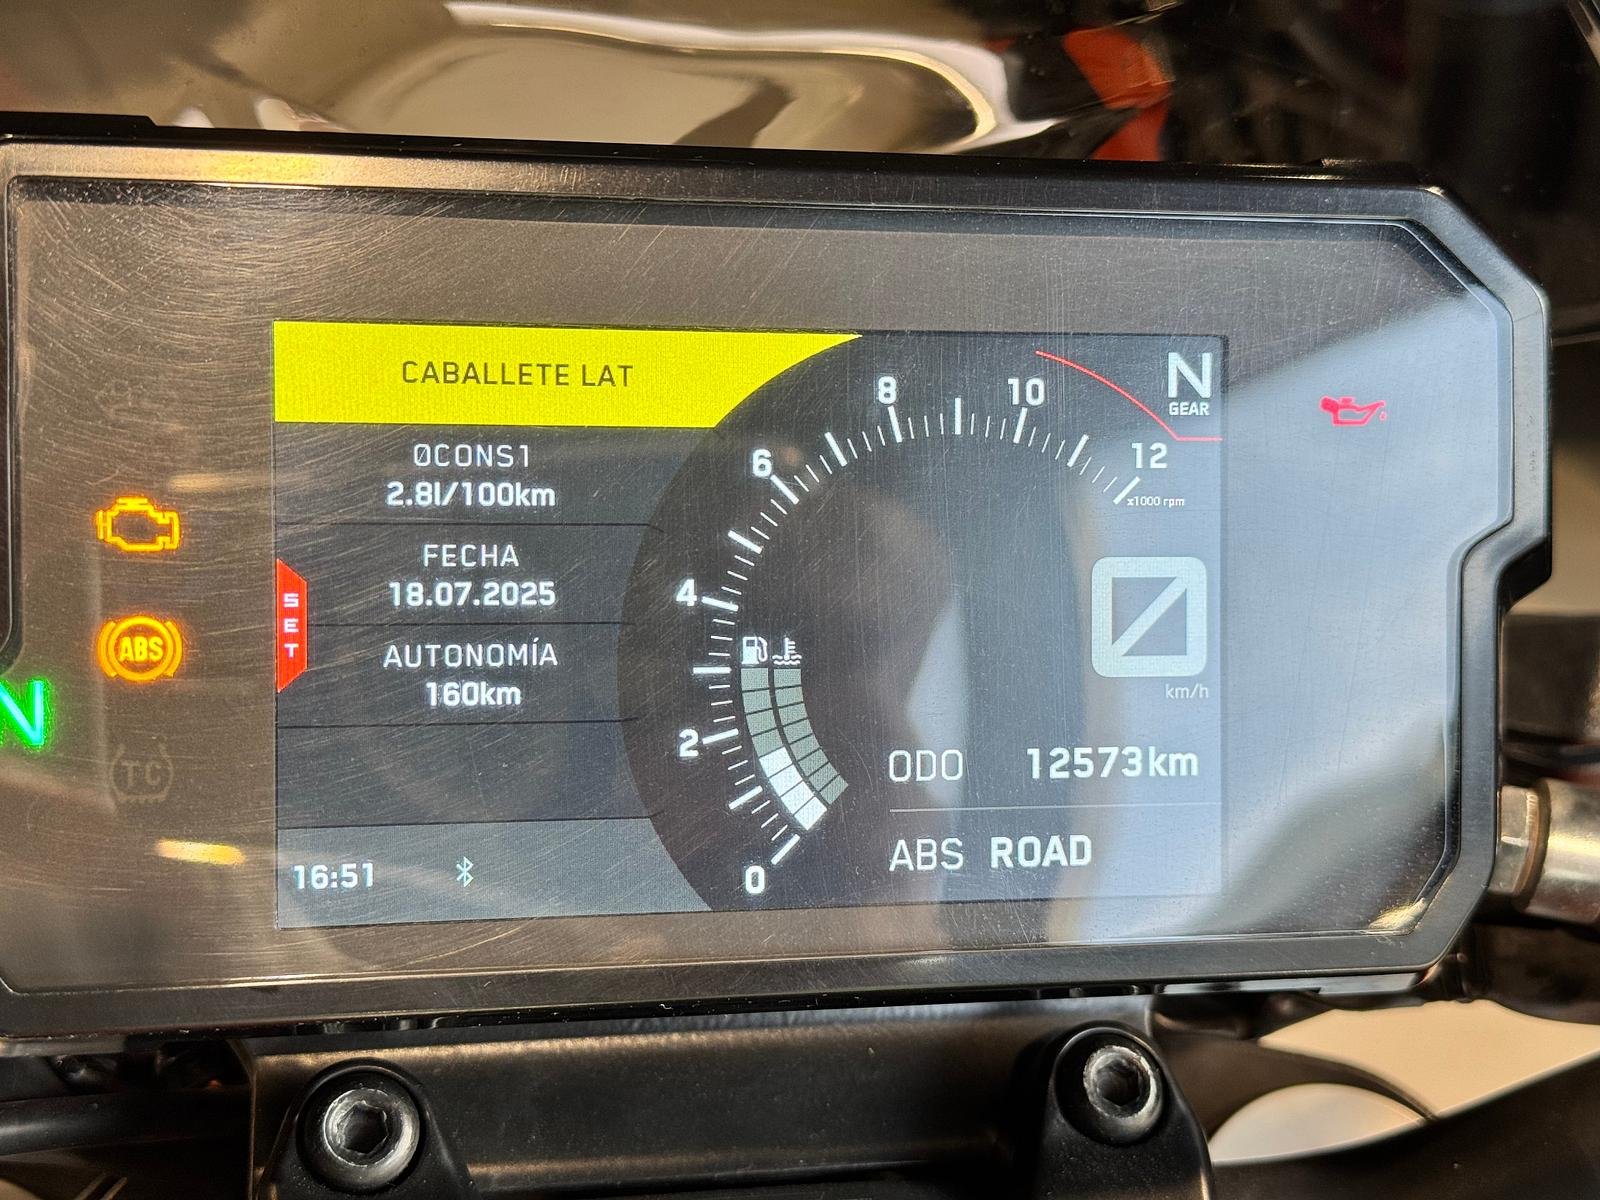 CABALLETE LAT
ØCONS1
2.8l/100km
FECHA
18.07.2025
AUTONOMÍA
160km
SET
16:51
ABS
N
TC
0
2
4
6
8
10
12
x1000 rpm
N
GEAR
0
km/h
ODO 12573km
ABS ROAD